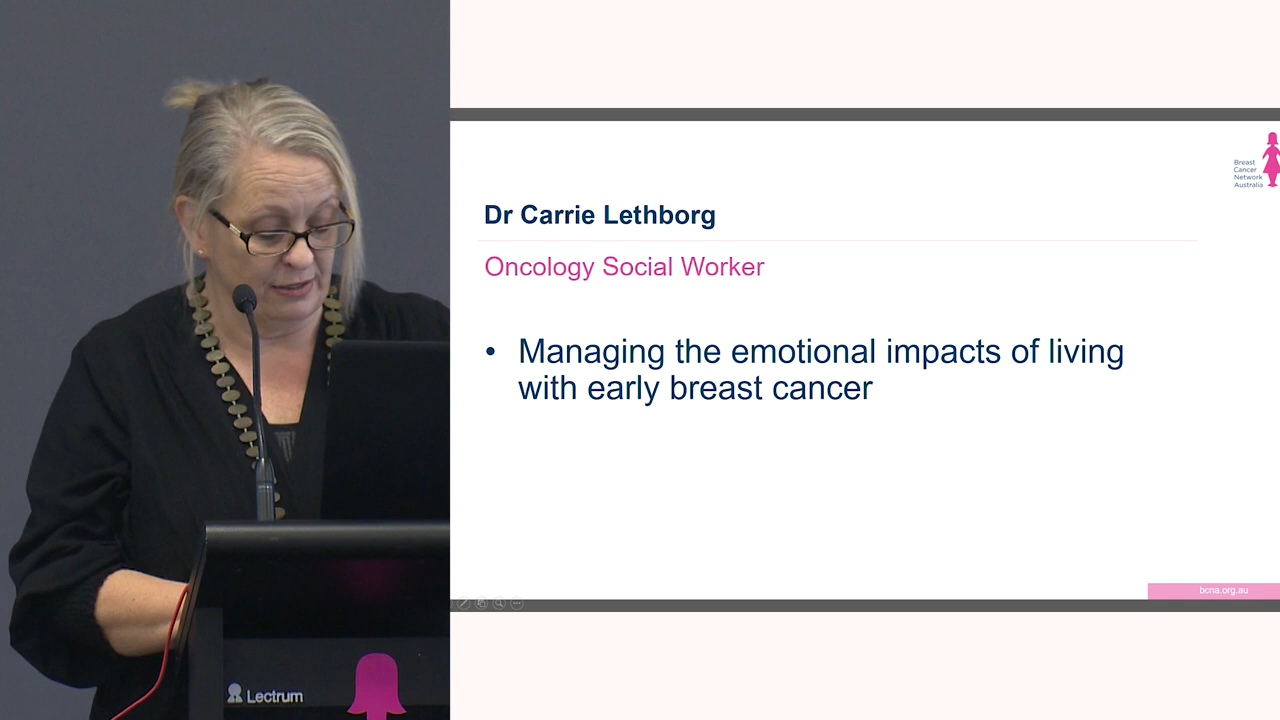 Breast
Cancer
Network
Australia
Dr Carrie Lethborg
Oncology Social Worker
• Managing the emotional impacts of living
with early breast cancer
bcna.org.au
Lectrum